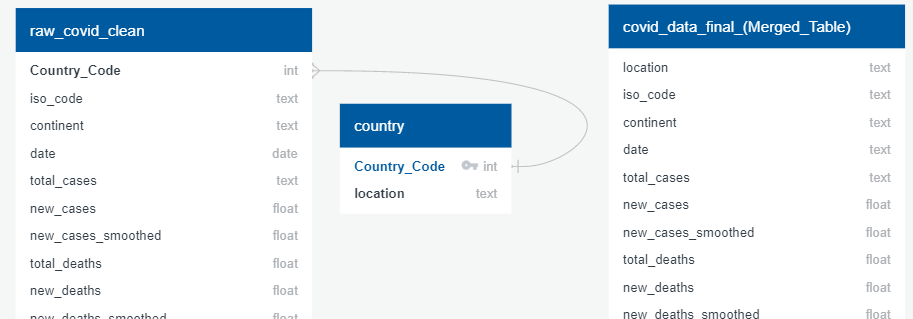 raw_covid_clean
Country_Code int
iso_code text
continent text
date date
total_cases text
new_cases float
new_cases_smoothed float
total_deaths float
new_deaths float
new_deaths_smoothed float
country
Country_Code int
location text
covid_data_final_(Merged_Table)
location text
iso_code text
continent text
date text
total_cases text
new_cases float
new_cases_smoothed float
total_deaths float
new_deaths float
new_deaths_smoothed float